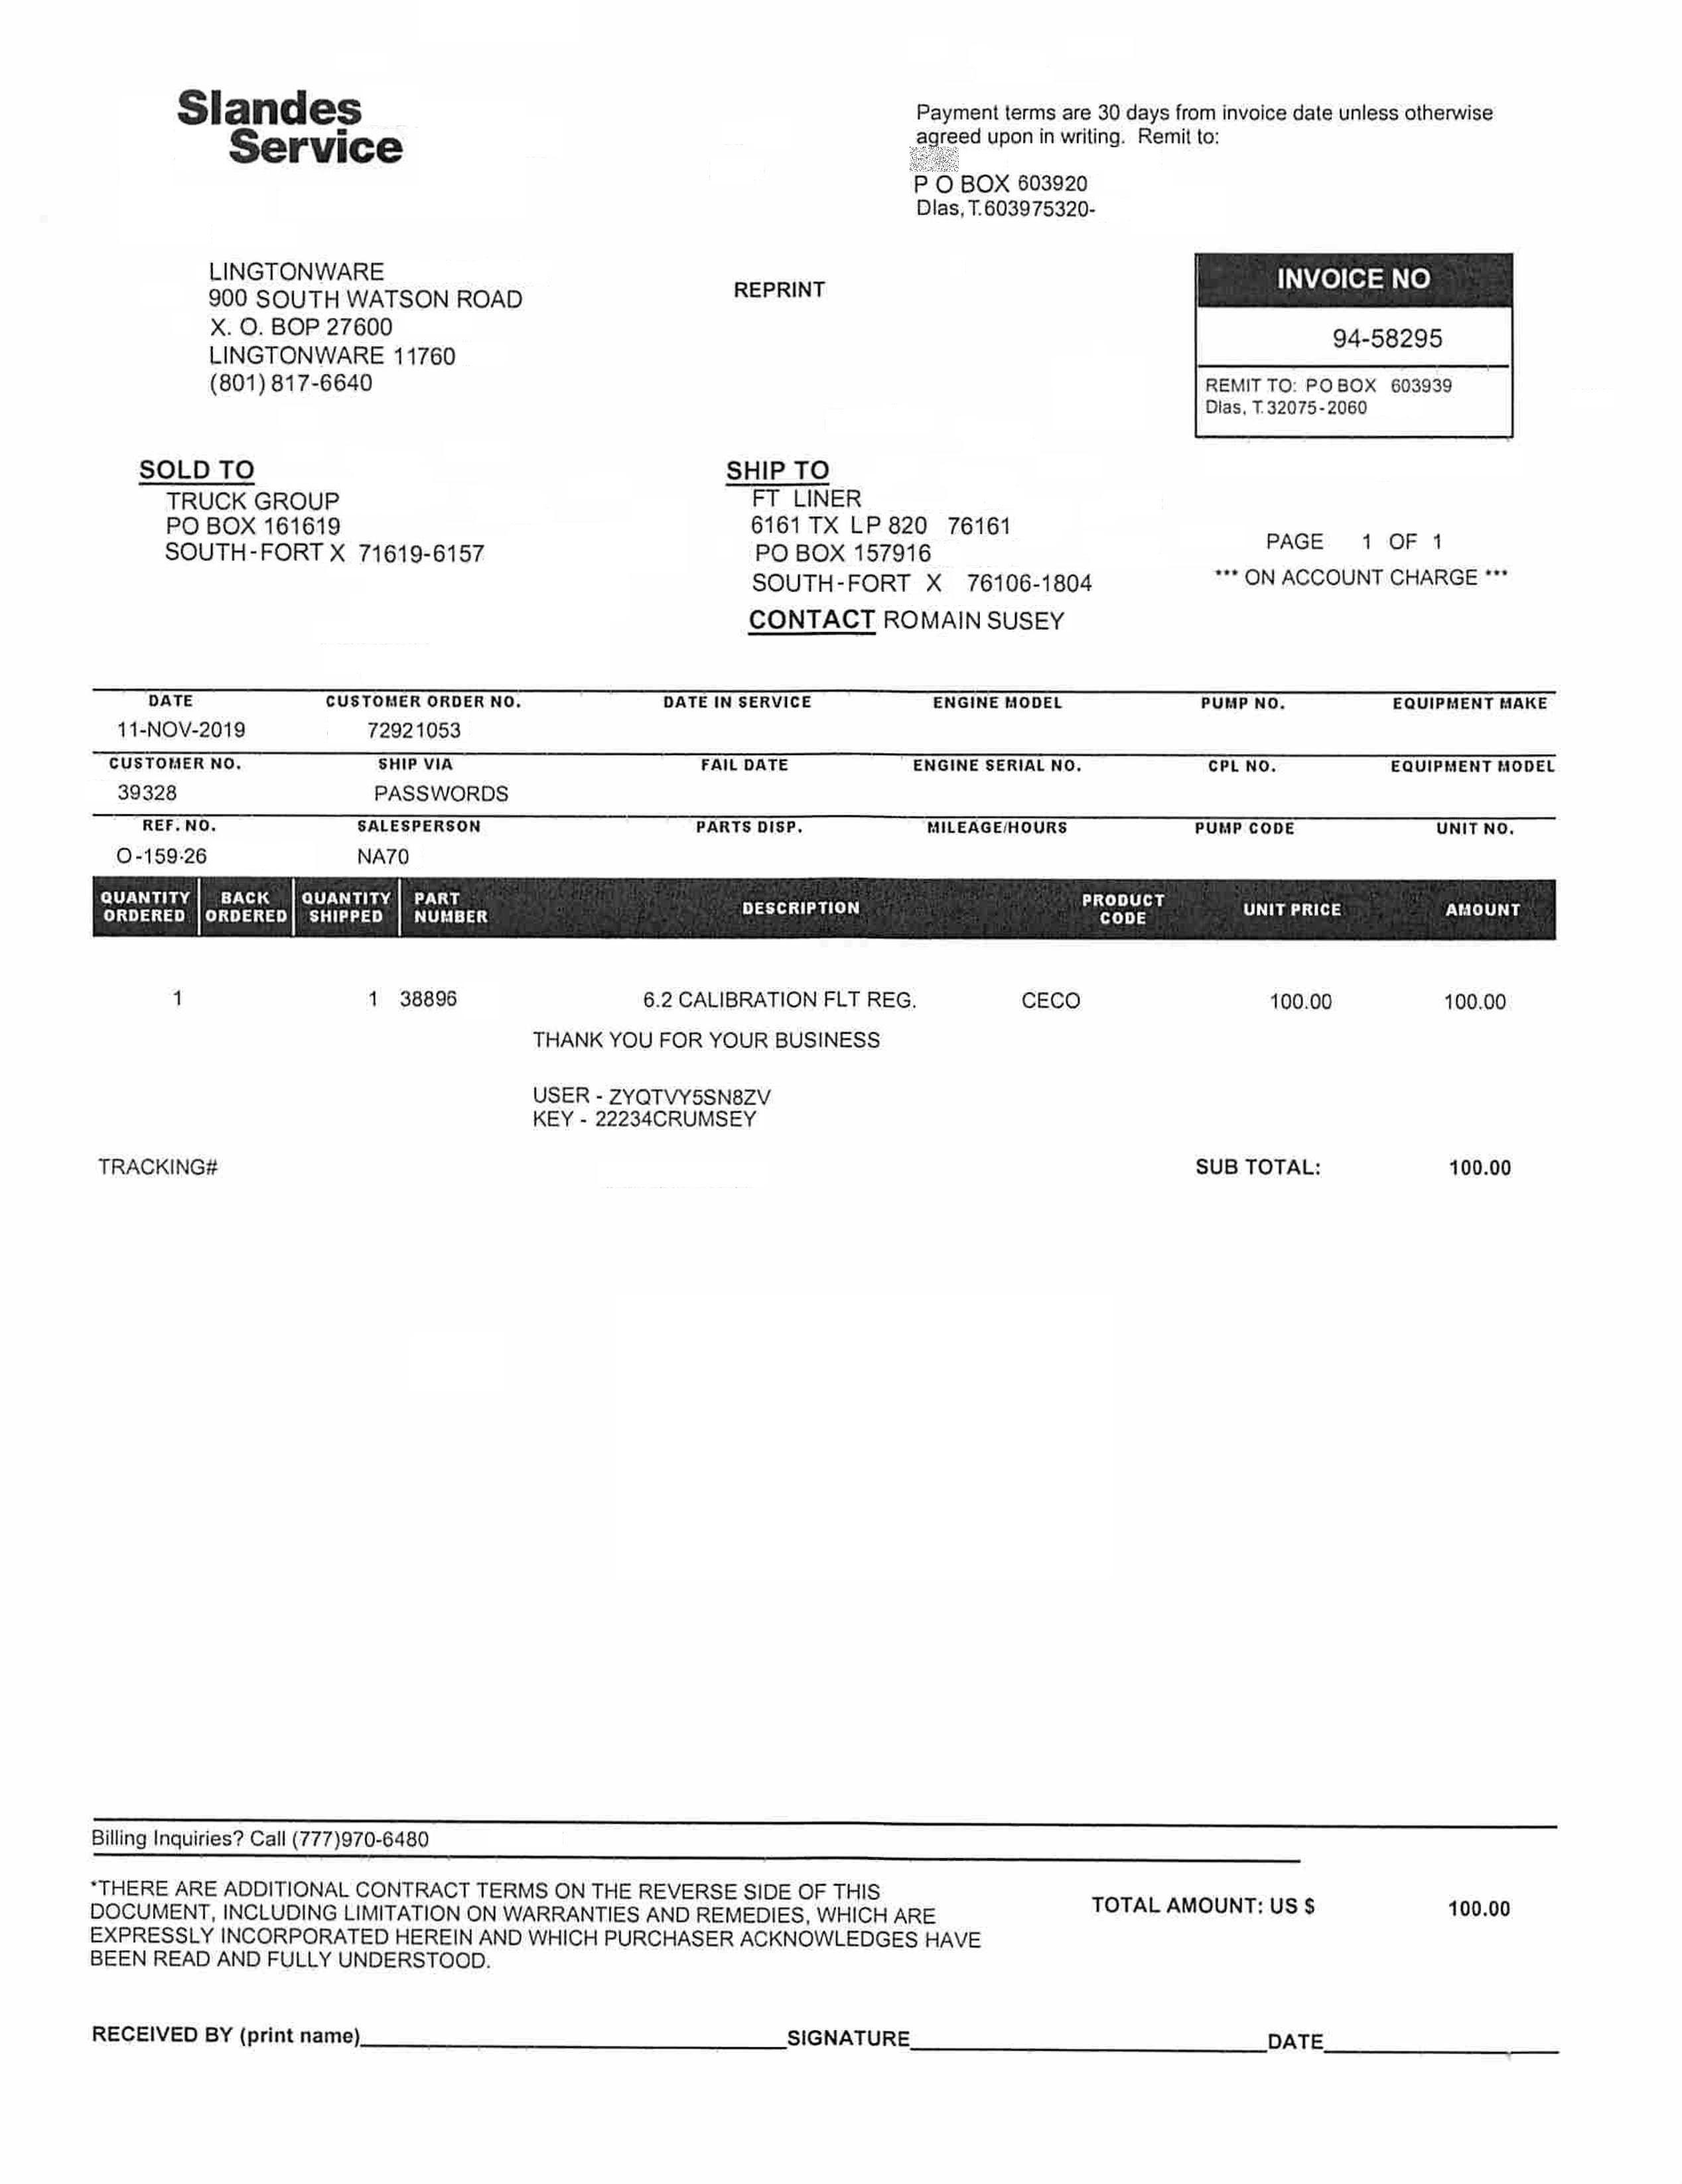 Slandes
Service
Payment terms are 30 days from invoice date unless otherwise
agreed upon in writing. Remit to:
P O BOX 603920
Dlas, T.603975320-
LINGTONWARE
900 SOUTH WATSON ROAD
X. O. BOP 27600
LINGTONWARE 11760
(801) 817-6640
REPRINT
INVOICE NO
94-58295
REMIT TO: PO BOX 603939
Dlas, T. 32075-2060
SOLD TO
TRUCK GROUP
PO BOX 161619
SOUTH-FORT X 71619-6157
SHIP TO
FT LINER
6161 TX LP 820 76161
PO BOX 157916
SOUTH-FORT X 76106-1804
CONTACT ROMAIN SUSEY
PAGE 1 OF 1
*** ON ACCOUNT CHARGE ***
DATE CUSTOMER ORDER NO. DATE IN SERVICE ENGINE MODEL PUMP NO. EQUIPMENT MAKE
11-NOV-2019 72921053
CUSTOMER NO. SHIP VIA FAIL DATE ENGINE SERIAL NO. CPL NO. EQUIPMENT MODEL
39328 PASSWORDS
REF. NO. SALESPERSON PARTS DISP. MILEAGE/HOURS PUMP CODE UNIT NO.
O-159-26 NA70
QUANTITY ORDERED BACK ORDERED QUANTITY SHIPPED PART NUMBER DESCRIPTION PRODUCT CODE UNIT PRICE AMOUNT
1 1 38896 6.2 CALIBRATION FLT REG. CECO 100.00 100.00
THANK YOU FOR YOUR BUSINESS
USER - ZYQTVY5SN8ZV
KEY - 22234CRUMSEY
TRACKING# SUB TOTAL: 100.00
Billing Inquiries? Call (777)970-6480
*THERE ARE ADDITIONAL CONTRACT TERMS ON THE REVERSE SIDE OF THIS
DOCUMENT, INCLUDING LIMITATION ON WARRANTIES AND REMEDIES, WHICH ARE
EXPRESSLY INCORPORATED HEREIN AND WHICH PURCHASER ACKNOWLEDGES HAVE
BEEN READ AND FULLY UNDERSTOOD.
TOTAL AMOUNT: US $ 100.00
RECEIVED BY (print name) SIGNATURE DATE